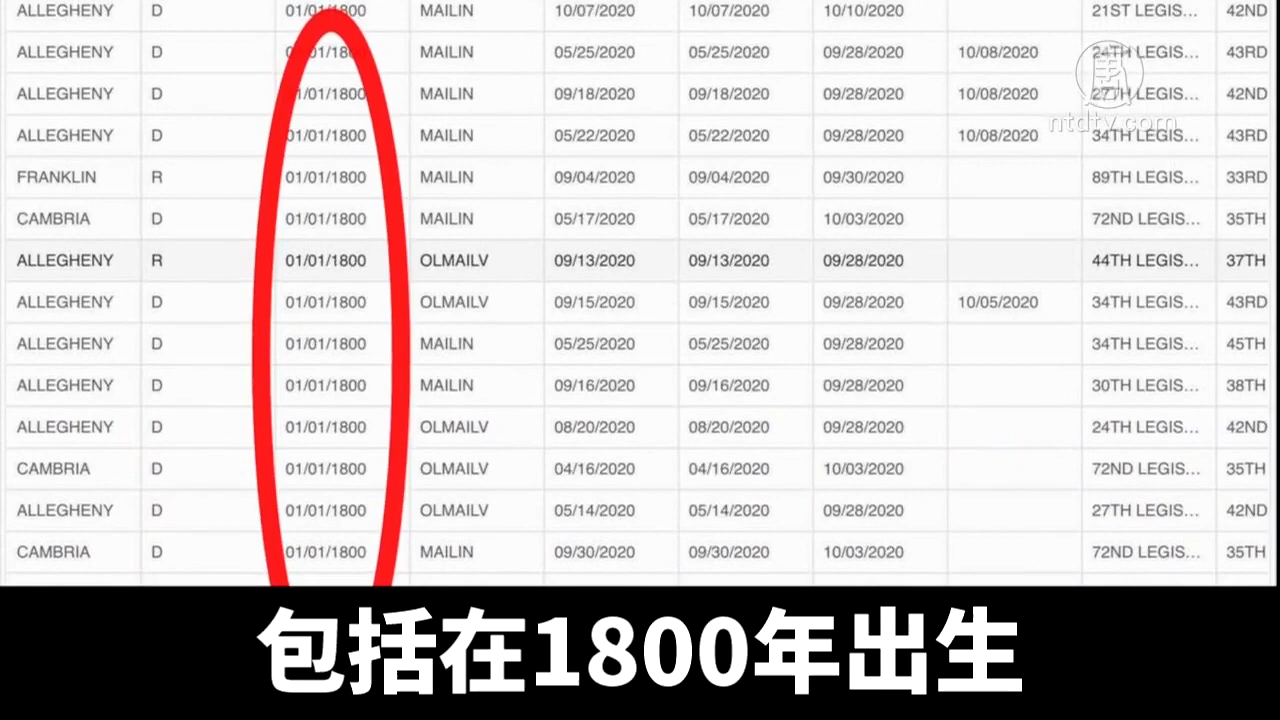 ALLEGHENY D 01/01/1800 MAILIN 10/07/2020 10/07/2020 10/10/2020 21ST LEGIS... 42ND
ALLEGHENY D 01/01/1800 MAILIN 05/25/2020 05/25/2020 09/28/2020 10/08/2020 24TH LEGIS... 43RD
ALLEGHENY D 01/01/1800 MAILIN 09/18/2020 09/18/2020 09/28/2020 10/08/2020 27TH LEGIS... 42ND
ALLEGHENY D 01/01/1800 MAILIN 05/22/2020 05/22/2020 09/28/2020 10/08/2020 34TH LEGIS... 43RD
ntdtv.com
FRANKLIN R 01/01/1800 MAILIN 09/04/2020 09/04/2020 09/30/2020 89TH LEGIS... 33RD
CAMBRIA D 01/01/1800 MAILIN 05/17/2020 05/17/2020 10/03/2020 72ND LEGIS... 35TH
ALLEGHENY R 01/01/1800 OLMAILV 09/13/2020 09/13/2020 09/28/2020 44TH LEGIS... 37TH
ALLEGHENY D 01/01/1800 OLMAILV 09/15/2020 09/15/2020 09/28/2020 10/05/2020 34TH LEGIS... 43RD
ALLEGHENY D 01/01/1800 MAILIN 05/25/2020 05/25/2020 09/28/2020 34TH LEGIS... 45TH
ALLEGHENY D 01/01/1800 MAILIN 09/16/2020 09/16/2020 09/28/2020 30TH LEGIS... 38TH
ALLEGHENY D 01/01/1800 OLMAILV 08/20/2020 08/20/2020 09/28/2020 24TH LEGIS... 42ND
CAMBRIA D 01/01/1800 OLMAILV 04/16/2020 04/16/2020 10/03/2020 72ND LEGIS... 35TH
ALLEGHENY D 01/01/1800 OLMAILV 05/14/2020 05/14/2020 09/28/2020 27TH LEGIS... 42ND
CAMBRIA D 01/01/1800 MAILIN 09/30/2020 09/30/2020 10/03/2020 72ND LEGIS... 35TH
包括在1800年出生